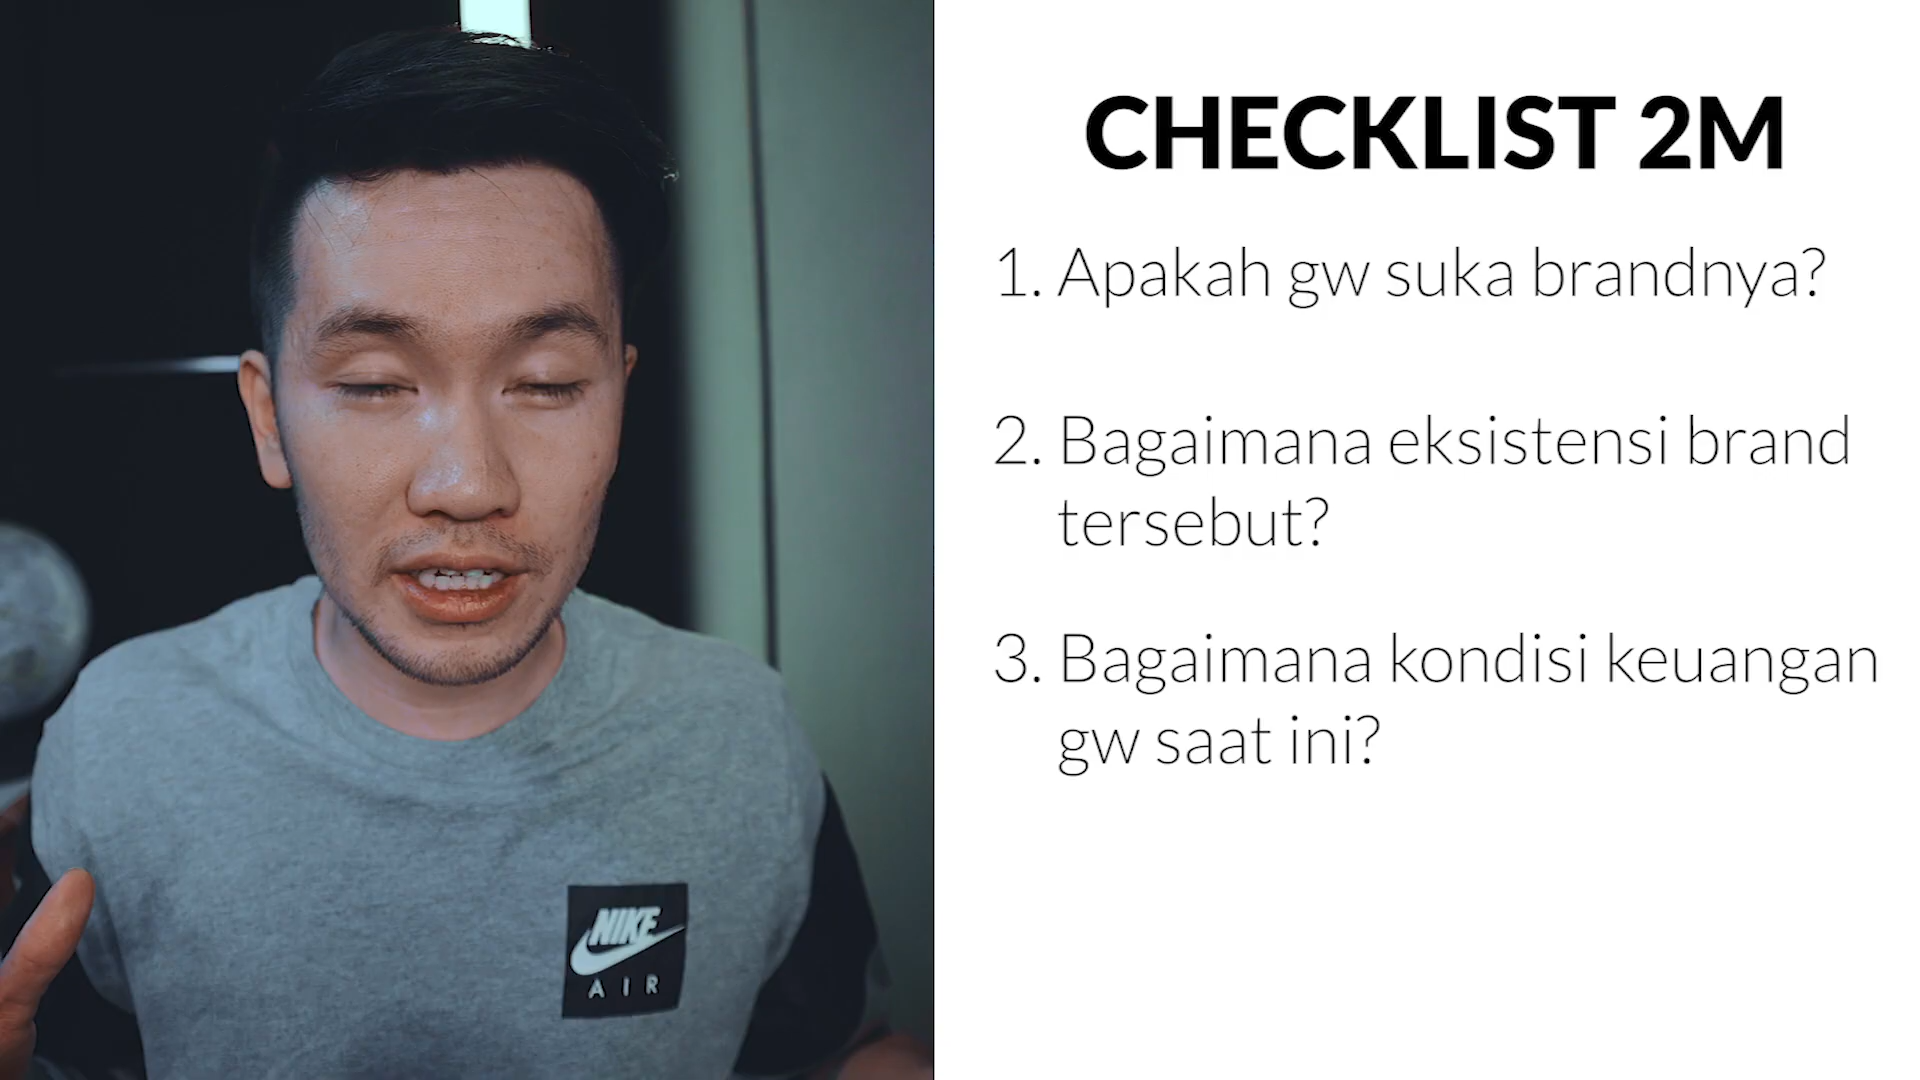 CHECKLIST 2M
1. Apakah gw suka brandnya?
2. Bagaimana eksistensi brand
tersebut?
3. Bagaimana kondisi keuangan
gw saat ini?
NIKE
AIR